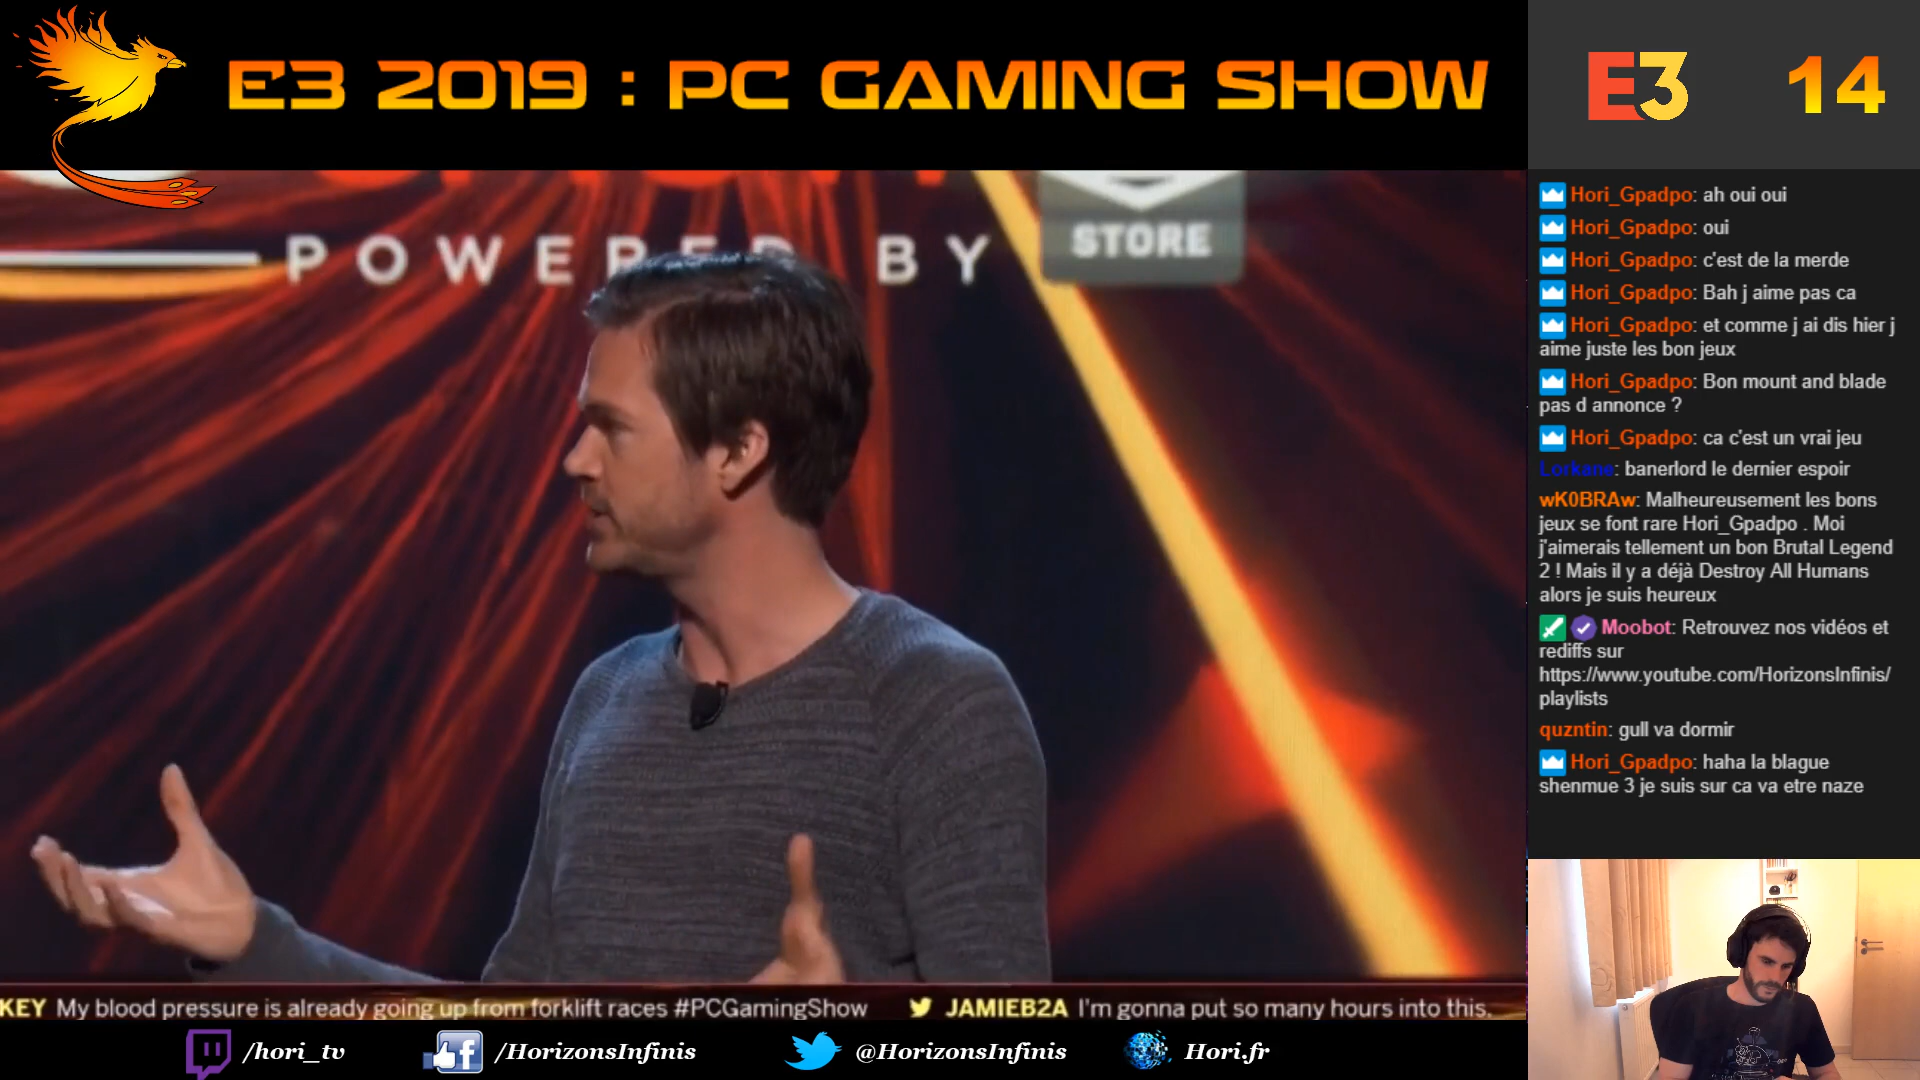 E3 2019 : PC GAMING SHOW
E3
14
POWERED BY
STORE
Hori_Gpadpo: ah oui oui
Hori_Gpadpo: oui
Hori_Gpadpo: c'est de la merde
Hori_Gpadpo: Bah j aime pas ca
Hori_Gpadpo: et comme j ai dis hier j
aime juste les bon jeux
Hori_Gpadpo: Bon mount and blade
pas d annonce ?
Hori_Gpadpo: ca c'est un vrai jeu
Lorkane: banerlord le dernier espoir
wK0BRAw: Malheureusement les bons
jeux se font rare Hori_Gpadpo . Moi
j'aimerais tellement un bon Brutal Legend
2 ! Mais il y a déjà Destroy All Humans
alors je suis heureux
Moobot: Retrouvez nos vidéos et
rediffs sur
https://www.youtube.com/HorizonsInfinis/
playlists
quzntin: gull va dormir
Hori_Gpadpo: haha la blague
shenmue 3 je suis sur ca va etre naze
KEY My blood pressure is already going up from forklift races #PCGamingShow JAMIEB2A I'm gonna put so many hours into this.
/hori_tv /HorizonsInfinis @HorizonsInfinis Hori.fr